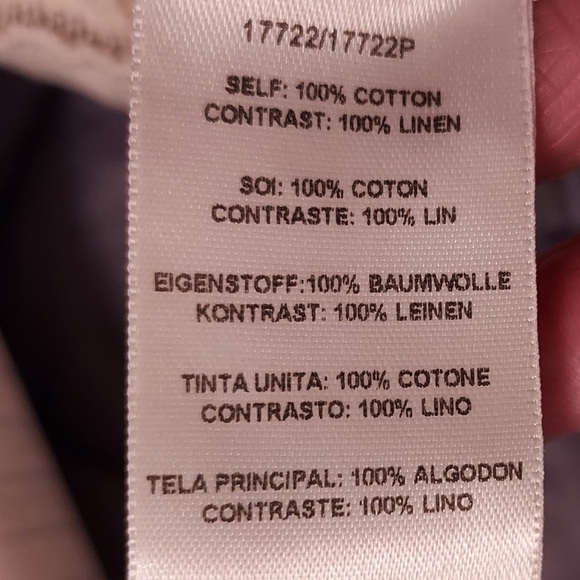 17722/17722P
SELF: 100% COTTON
CONTRAST: 100% LINEN
SOI: 100% COTON
CONTRASTE: 100% LIN
EIGENSTOFF:100% BAUMWOLLE
KONTRAST: 100% LEINEN
TINTA UNITA: 100% COTONE
CONTRASTO: 100% LINO
TELA PRINCIPAL: 100% ALGODON
CONTRASTE: 100% LINO